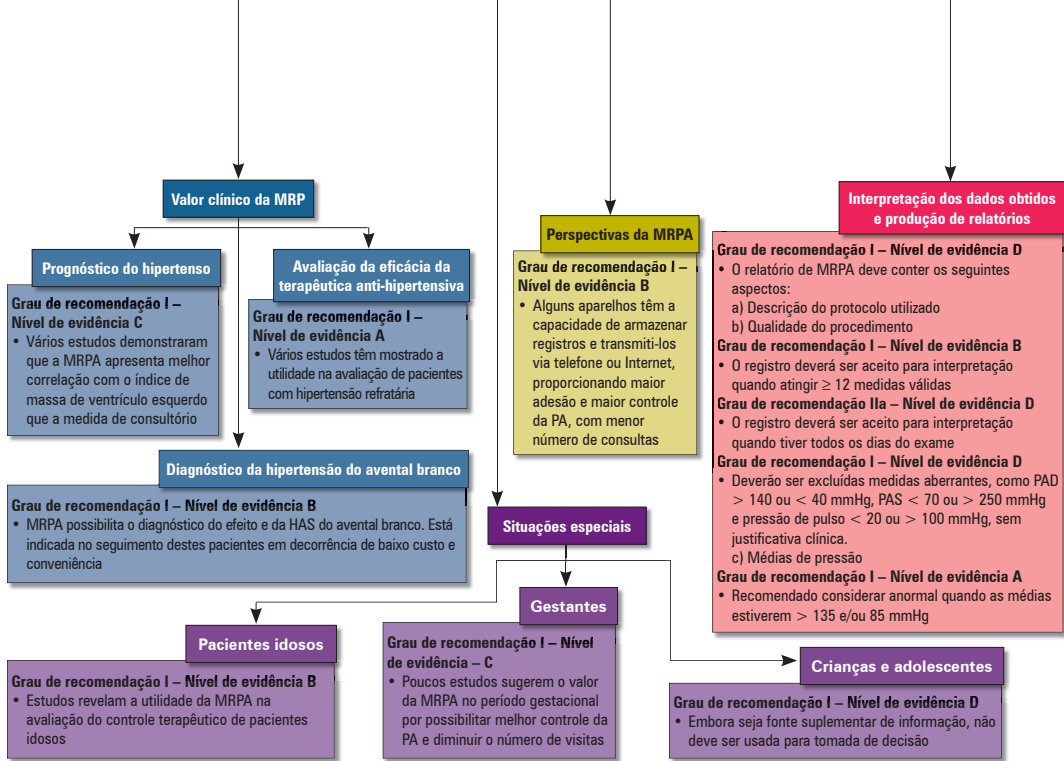 Valor clínico da MRP
Prognóstico do hipertenso
Grau de recomendação I –
Nível de evidência C
• Vários estudos demonstraram
que a MRPA apresenta melhor
correlação com o índice de
massa de ventrículo esquerdo
que a medida de consultório
Avaliação da eficácia da
terapêutica anti-hipertensiva
Grau de recomendação I –
Nível de evidência A
• Vários estudos têm mostrado a
utilidade na avaliação de pacientes
com hipertensão refratária
Diagnóstico da hipertensão do avental branco
Grau de recomendação I – Nível de evidência B
• MRPA possibilita o diagnóstico do efeito e da HAS do avental branco. Está
indicada no seguimento destes pacientes em decorrência de baixo custo e
conveniência
Perspectivas da MRPA
Grau de recomendação I –
Nível de evidência B
• Alguns aparelhos têm a
capacidade de armazenar
registros e transmiti-los
via telefone ou Internet,
proporcionando maior
adesão e maior controle
da PA, com menor
número de consultas
Interpretação dos dados obtidos
e produção de relatórios
Grau de recomendação I – Nível de evidência D
• O relatório de MRPA deve conter os seguintes
aspectos:
a) Descrição do protocolo utilizado
b) Qualidade do procedimento
Grau de recomendação I – Nível de evidência B
• O registro deverá ser aceito para interpretação
quando atingir ≥ 12 medidas válidas
Grau de recomendação IIa – Nível de evidência D
• O registro deverá ser aceito para interpretação
quando tiver todos os dias do exame
Grau de recomendação I – Nível de evidência D
• Deverão ser excluídas medidas aberrantes, como PAD
> 140 ou < 40 mmHg, PAS < 70 ou > 250 mmHg
e pressão de pulso < 20 ou > 100 mmHg, sem
justificativa clínica.
c) Médias de pressão
Grau de recomendação I – Nível de evidência A
• Recomendado considerar anormal quando as médias
estiverem > 135 e/ou 85 mmHg
Situações especiais
Pacientes idosos
Grau de recomendação I – Nível de evidência B
• Estudos revelam a utilidade da MRPA na
avaliação do controle terapêutico de pacientes
idosos
Gestantes
Grau de recomendação I – Nível
de evidência – C
• Poucos estudos sugerem o valor
da MRPA no período gestacional
por possibilitar melhor controle da
PA e diminuir o número de visitas
Crianças e adolescentes
Grau de recomendação I – Nível de evidência D
• Embora seja fonte suplementar de informação, não
deve ser usada para tomada de decisão